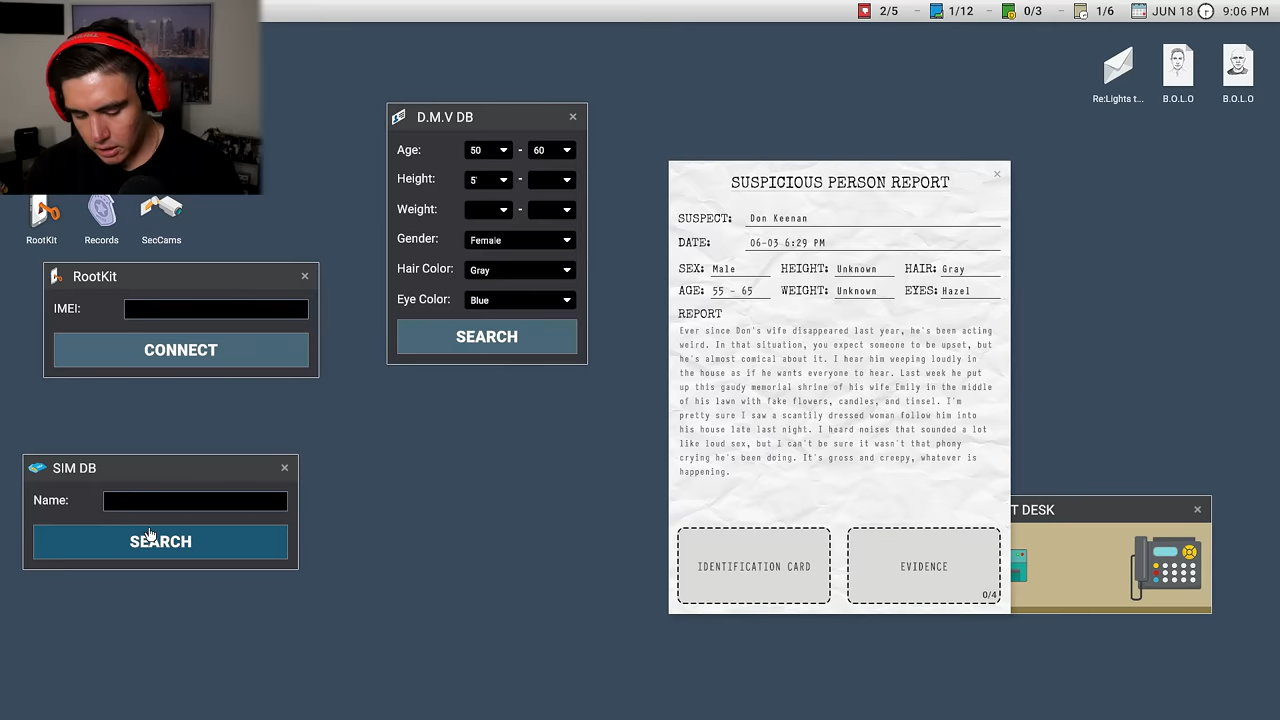 2/5 - 1/12 - 0/3 - 1/6 JUN 18 9:06 PM
Re:Lights t... B.O.L.O B.O.L.O
RootKit Records SecCams
RootKit
IMEI:
CONNECT
SIM DB
Name:
SEARCH
D.M.V DB
Age: 50 - 60
Height: 5' -
Weight: -
Gender: Female
Hair Color: Gray
Eye Color: Blue
SEARCH
SUSPICIOUS PERSON REPORT
SUSPECT: Don Keenan
DATE: 06-03 6:29 PM
SEX: Male HEIGHT: Unknown HAIR: Gray
AGE: 55 - 65 WEIGHT: Unknown EYES: Hazel
REPORT
Ever since Don's wife disappeared last year, he's been acting
weird. In that situation, you expect someone to be upset, but
he's almost comical about it. I hear him weeping loudly in
the house as if he wants everyone to hear. Last week he put
up this gaudy memorial shrine of his wife Emily in the middle
of his lawn with fake flowers, candles, and tinsel. I'm
pretty sure I saw a scantily dressed woman follow him into
his house late last night. I heard noises that sounded a lot
like loud sex, but I can't be sure it wasn't that phony
crying he's been doing. It's gross and creepy, whatever is
happening.
IDENTIFICATION CARD
EVIDENCE
0/4
T DESK